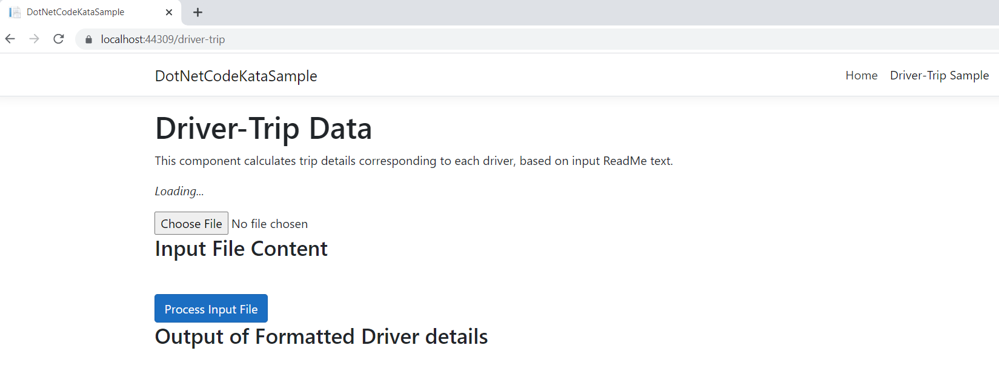 DotNetCodeKataSample
localhost:44309/driver-trip
DotNetCodeKataSample Home Driver-Trip Sample
Driver-Trip Data
This component calculates trip details corresponding to each driver, based on input ReadMe text.
Loading...
Choose File No file chosen
Input File Content
Process Input File
Output of Formatted Driver details